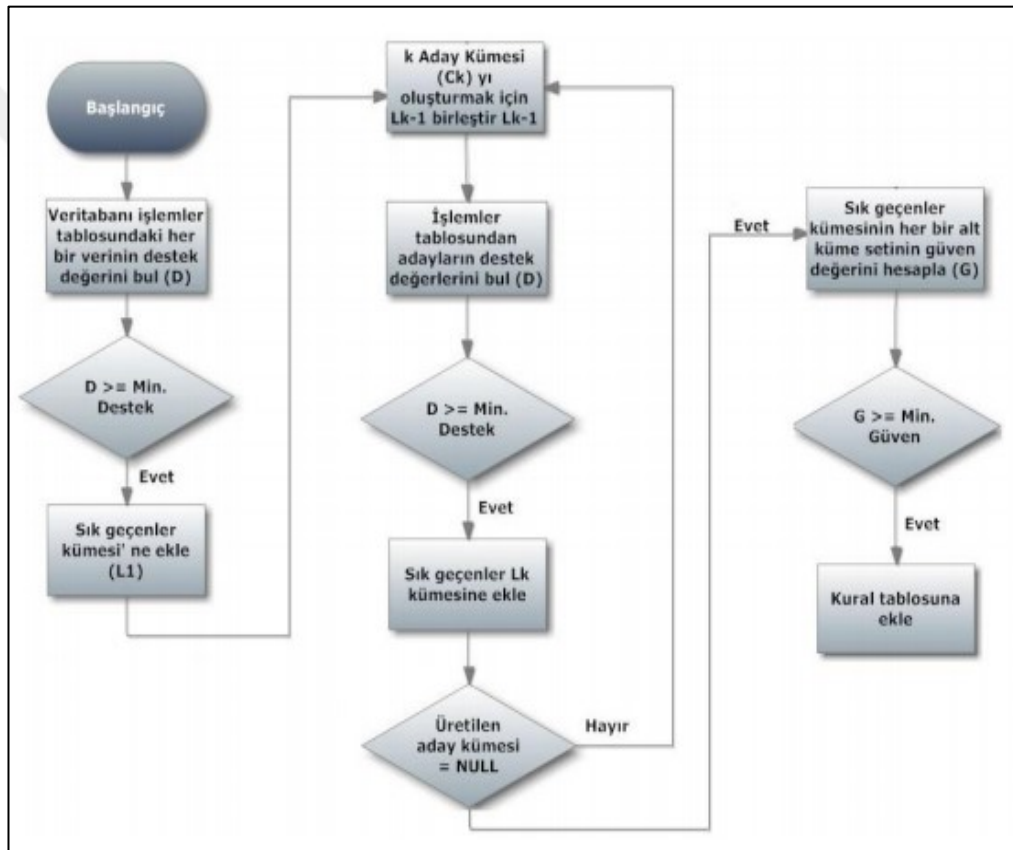 Başlangıç
Veritabanı işlemler
tablosundaki her
bir verinin destek
değerini bul (D)
D >= Min.
Destek
Evet
Sık geçenler
kümesi' ne ekle
(L1)
k Aday Kümesi
(Ck) yı
oluşturmak için
Lk-1 birleştir Lk-1
İşlemler
tablosundan
adayların destek
değerlerini bul (D)
D >= Min.
Destek
Evet
Sık geçenler Lk
kümesine ekle
Üretilen
aday kümesi
= NULL
Hayır
Evet
Sık geçenler
kümesinin her bir alt
küme setinin güven
değerini hesapla (G)
G >= Min.
Güven
Evet
Kural tablosuna
ekle